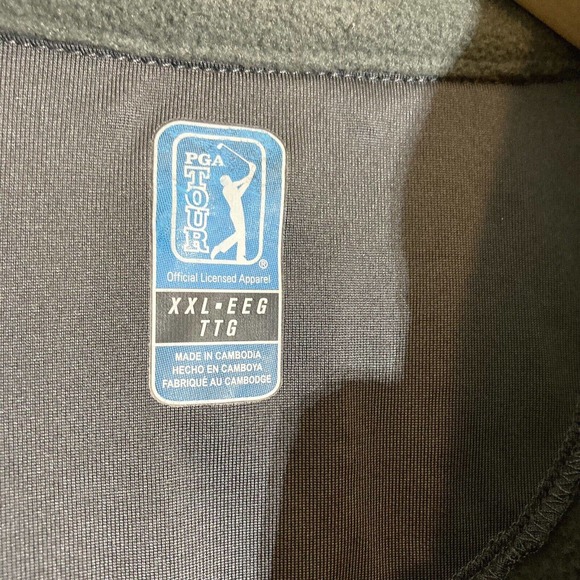 PGA
TOUR
®
Official Licensed Apparel
XXL•EEG
TTG
MADE IN CAMBODIA
HECHO EN CAMBOYA
FABRIQUÉ AU CAMBODGE